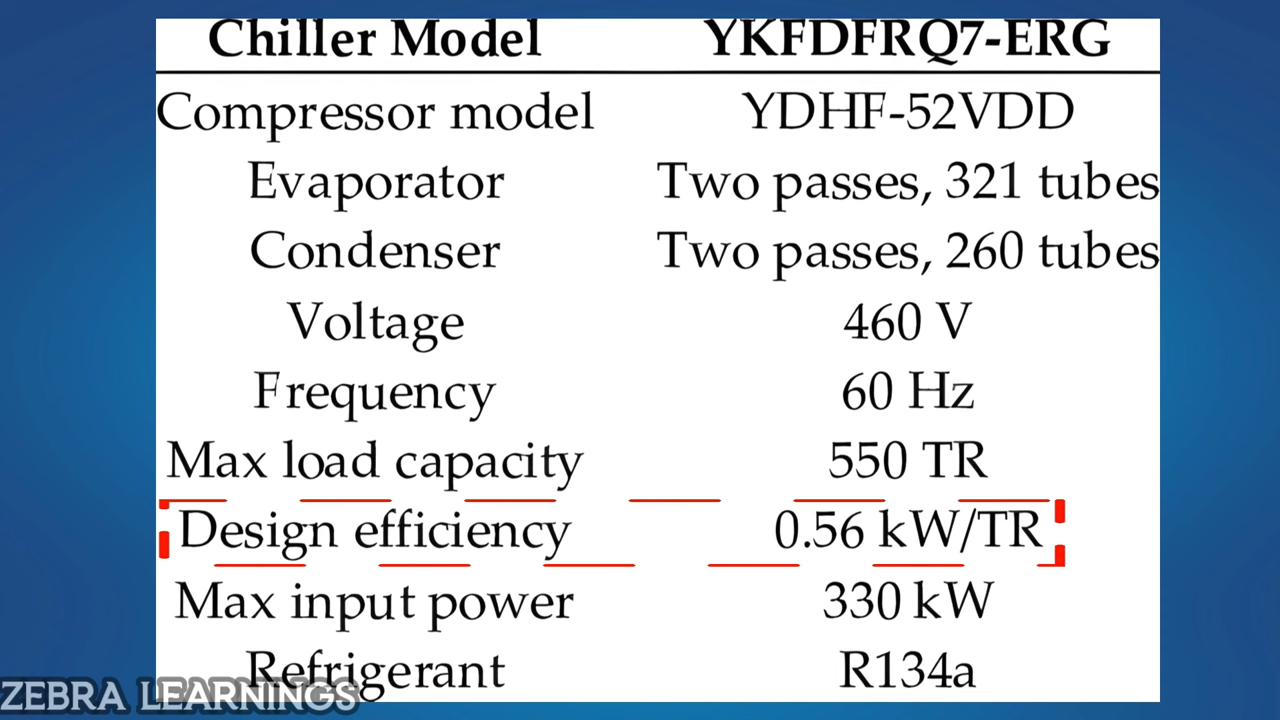 Chiller Model YKFDFRQ7-ERG
Compressor model YDHF-52VDD
Evaporator Two passes, 321 tubes
Condenser Two passes, 260 tubes
Voltage 460 V
Frequency 60 Hz
Max load capacity 550 TR
Design efficiency 0.56 kW/TR
Max input power 330 kW
Refrigerant R134a
ZEBRA LEARNINGS